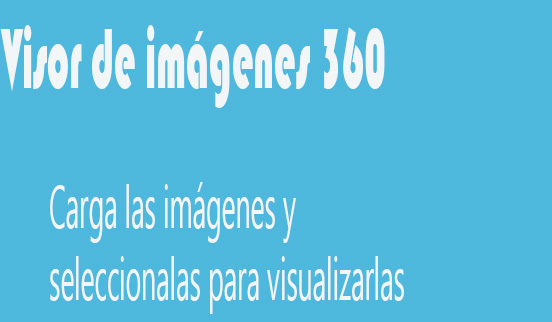 Visor de imágenes 360
Carga las imágenes y
seleccionalas para visualizarlas